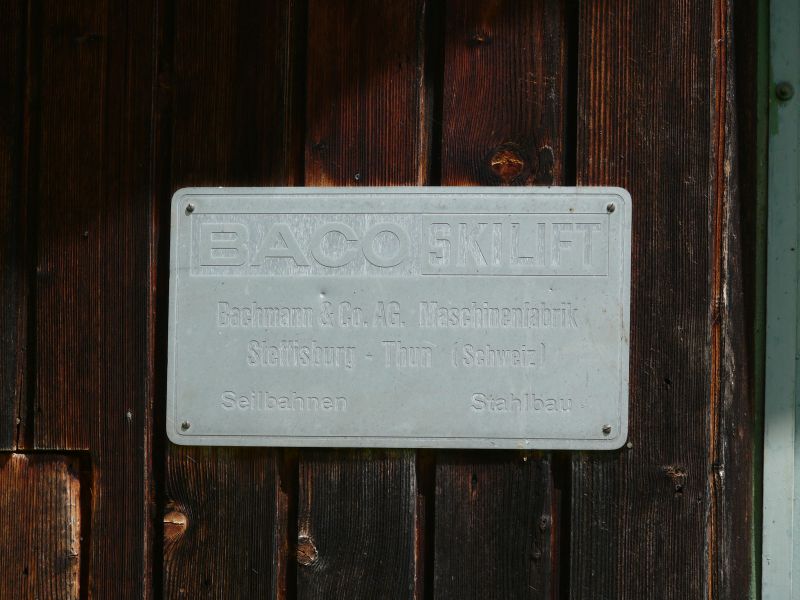 BACO SKILIFT
Bachmann & Co. AG. Maschinenfabrik
Steffisburg - Thun (Schweiz)
Seilbahnen Stahlbau